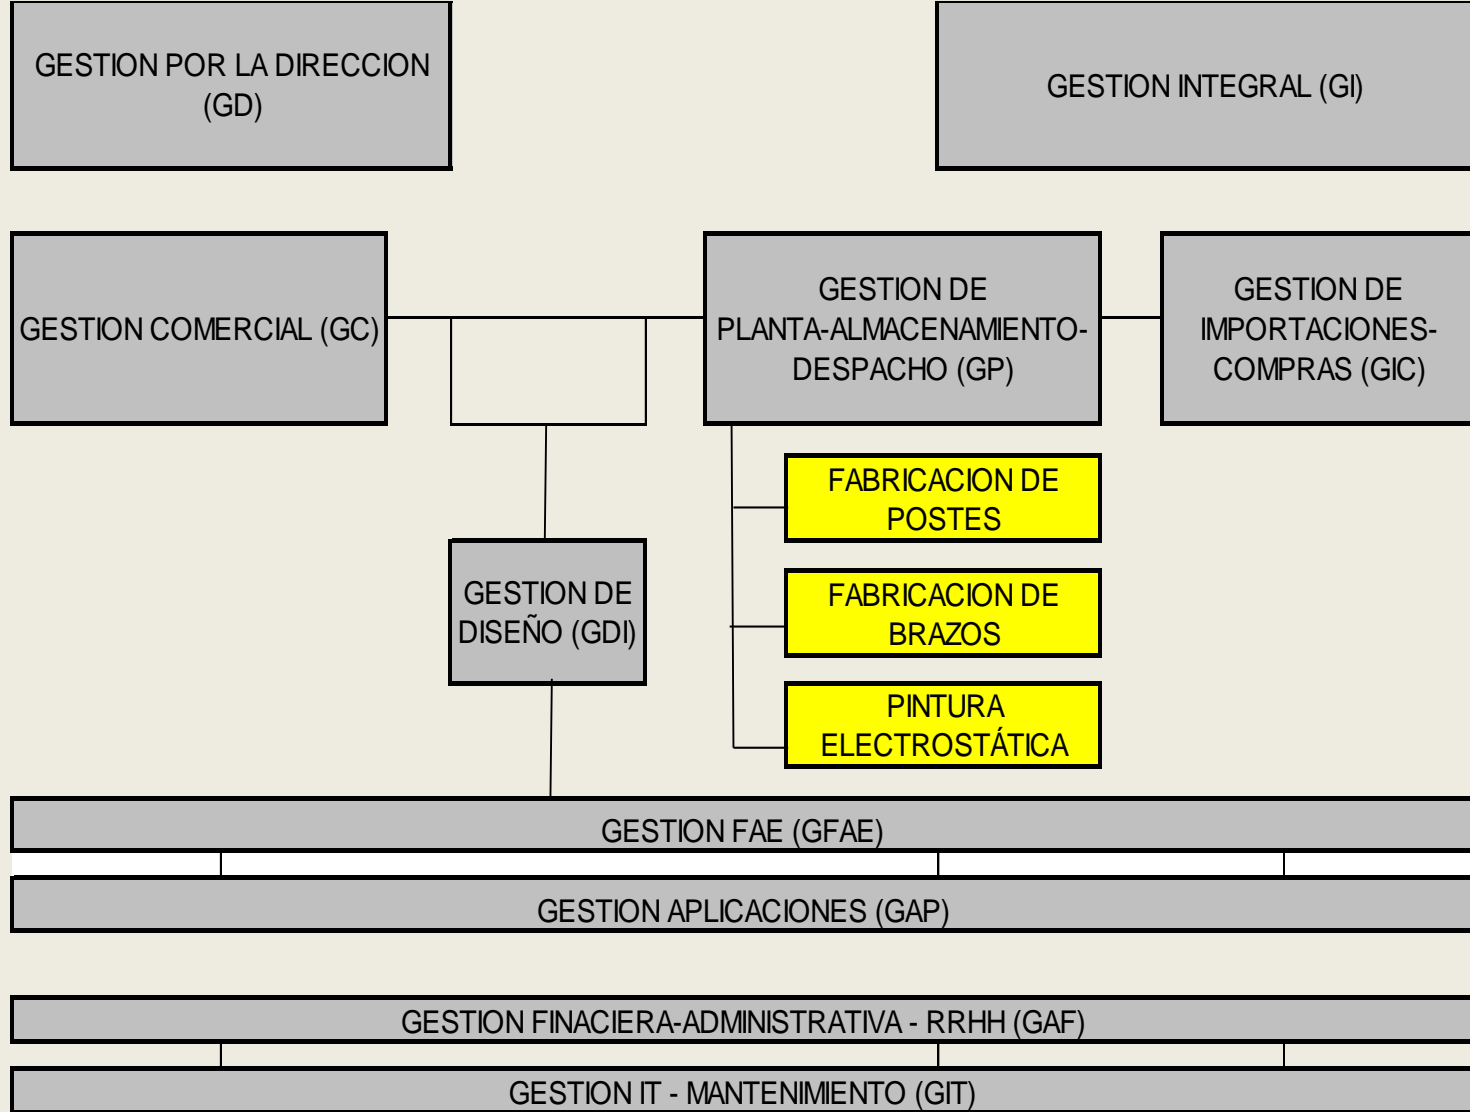 GESTION POR LA DIRECCION
(GD)
GESTION INTEGRAL (GI)
GESTION COMERCIAL (GC)
GESTION DE
PLANTA-ALMACENAMIENTO-
DESPACHO (GP)
GESTION DE
IMPORTACIONES-
COMPRAS (GIC)
FABRICACION DE
POSTES
GESTION DE
DISEÑO (GDI)
FABRICACION DE
BRAZOS
PINTURA
ELECTROSTÁTICA
GESTION FAE (GFAE)
GESTION APLICACIONES (GAP)
GESTION FINACIERA-ADMINISTRATIVA - RRHH (GAF)
GESTION IT - MANTENIMIENTO (GIT)